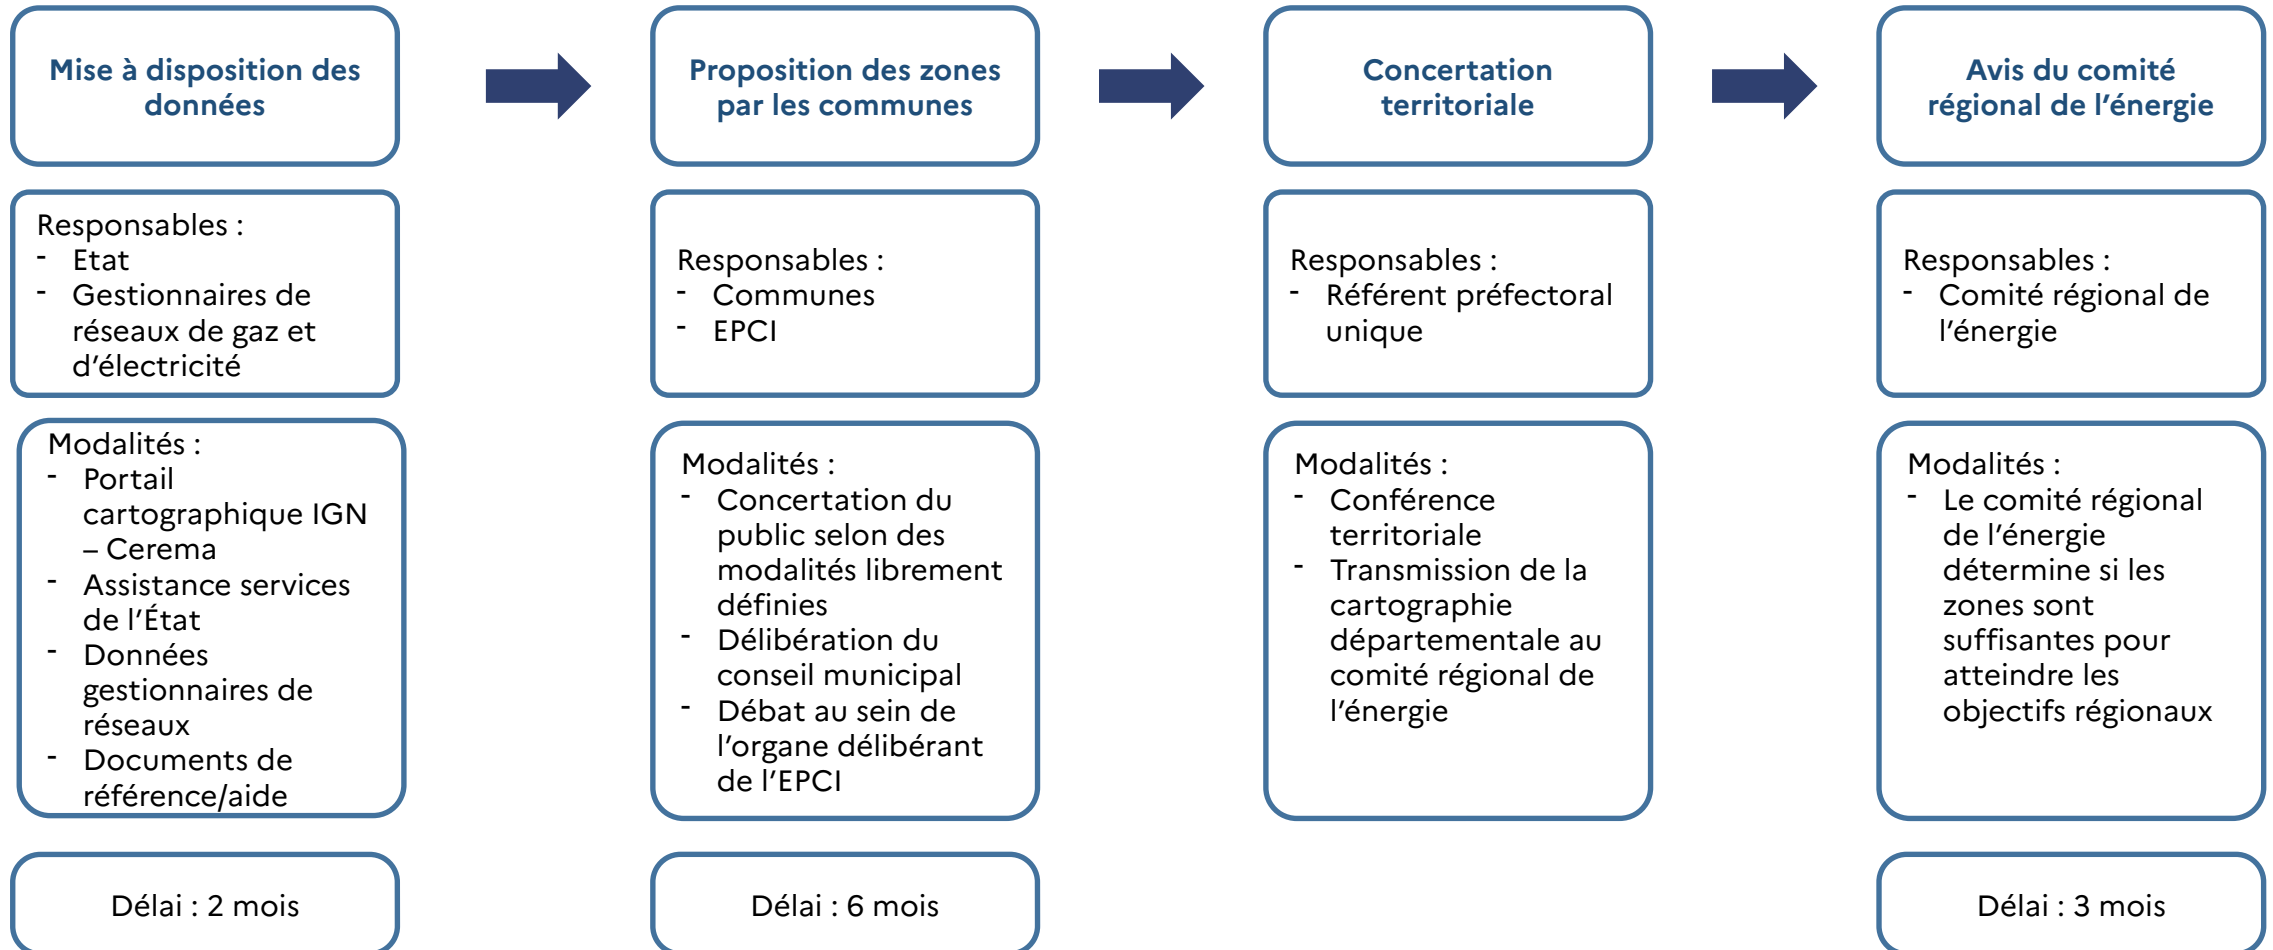 Mise à disposition des
données
Proposition des zones
par les communes
Concertation
territoriale
Avis du comité
régional de l’énergie
Responsables :
- Etat
- Gestionnaires de
réseaux de gaz et
d’électricité
Responsables :
- Communes
- EPCI
Responsables :
- Référent préfectoral
unique
Responsables :
- Comité régional de
l’énergie
Modalités :
- Portail
cartographique IGN
– Cerema
- Assistance services
de l’État
- Données
gestionnaires de
réseaux
- Documents de
référence/aide
Modalités :
- Concertation du
public selon des
modalités librement
définies
- Délibération du
conseil municipal
- Débat au sein de
l’organe délibérant
de l’EPCI
Modalités :
- Conférence
territoriale
- Transmission de la
cartographie
départementale au
comité régional de
l’énergie
Modalités :
- Le comité régional
de l’énergie
détermine si les
zones sont
suffisantes pour
atteindre les
objectifs régionaux
Délai : 2 mois
Délai : 6 mois
Délai : 3 mois